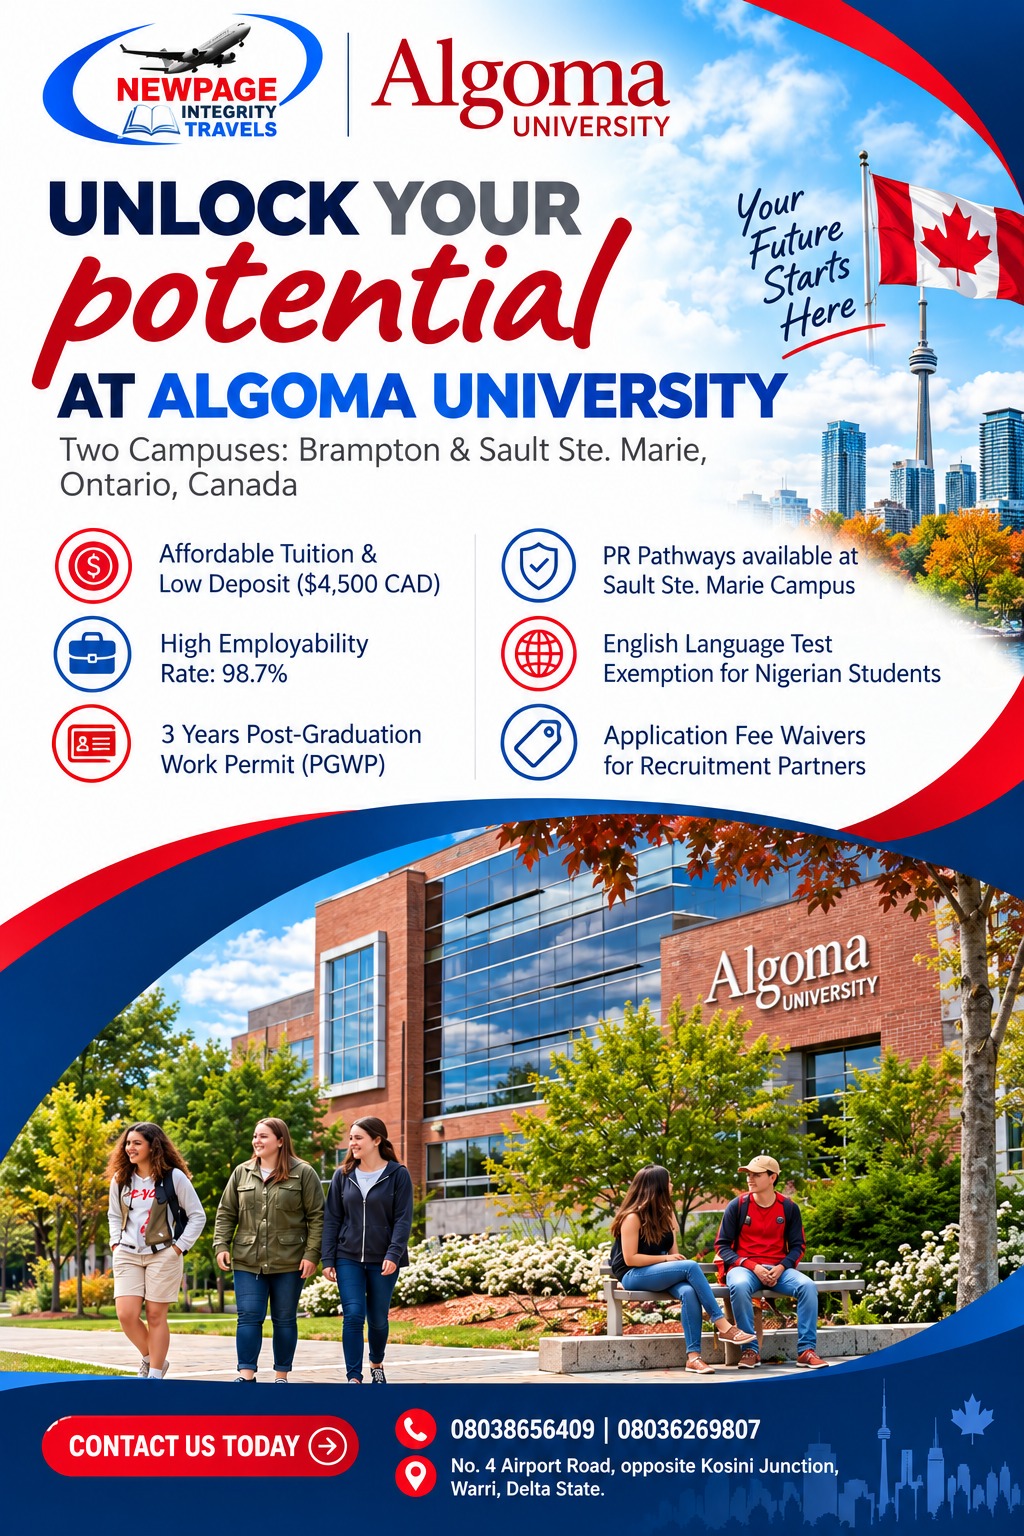 NEWPAGE
INTEGRITY
TRAVELS
Algoma
UNIVERSITY
UNLOCK YOUR
potential
AT ALGOMA UNIVERSITY
Two Campuses: Brampton & Sault Ste. Marie,
Ontario, Canada
Your
Future
Starts
Here
Affordable Tuition &
Low Deposit ($4,500 CAD)
High Employability
Rate: 98.7%
3 Years Post-Graduation
Work Permit (PGWP)
PR Pathways available at
Sault Ste. Marie Campus
English Language Test
Exemption for Nigerian Students
Application Fee Waivers
for Recruitment Partners
Algoma
UNIVERSITY
CONTACT US TODAY
08038656409 | 08036269807
No. 4 Airport Road, opposite Kosini Junction,
Warri, Delta State.